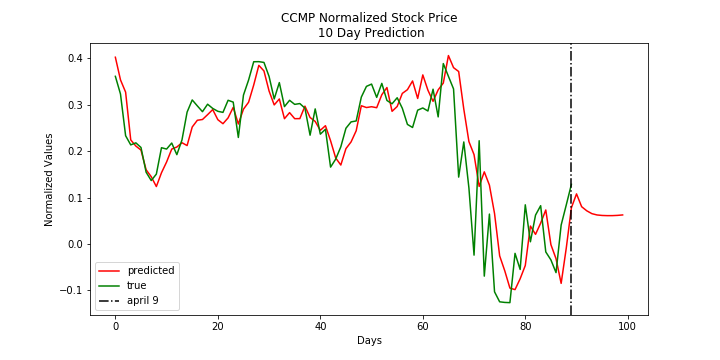 CCMP Normalized Stock Price
10 Day Prediction
Normalized Values
0.4
0.3
0.2
0.1
0.0
−0.1
predicted
true
april 9
0
20
40
60
80
100
Days